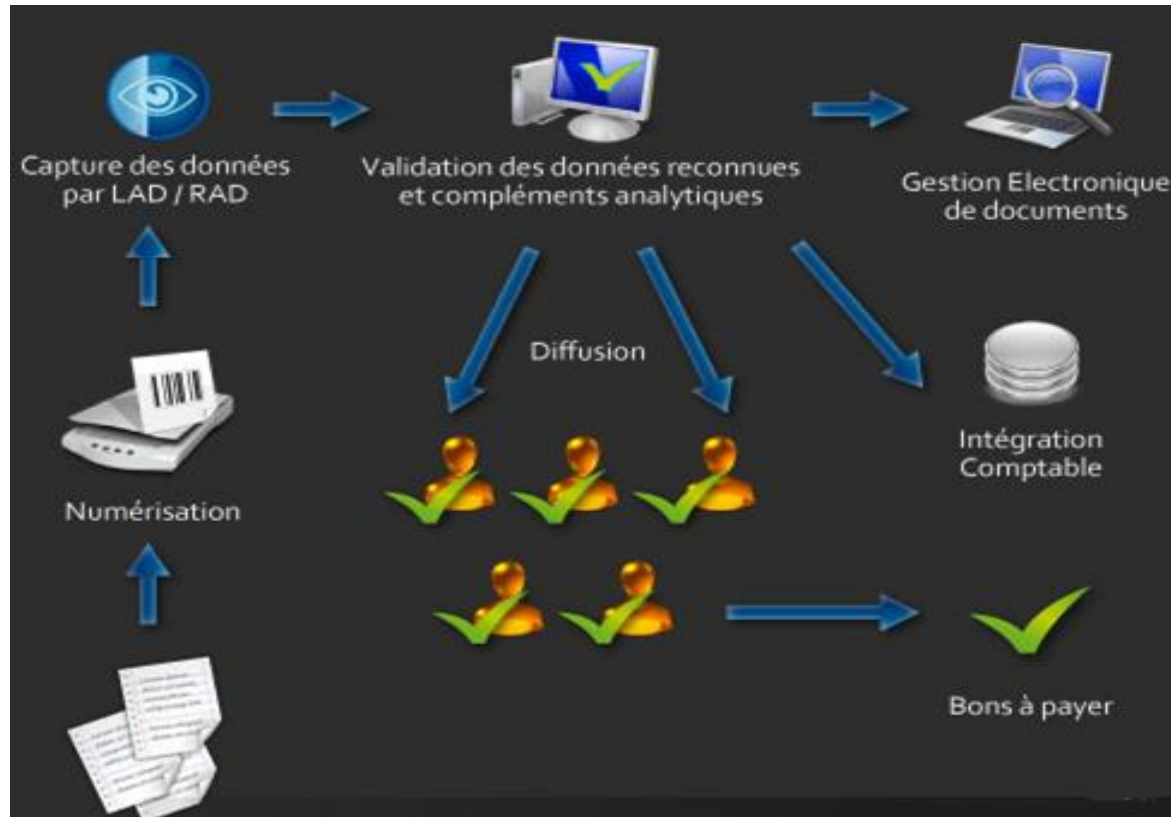 Capture des données
par LAD / RAD
Validation des données reconnues
et compléments analytiques
Gestion Electronique
de documents
Diffusion
Intégration
Comptable
Numérisation
Bons à payer